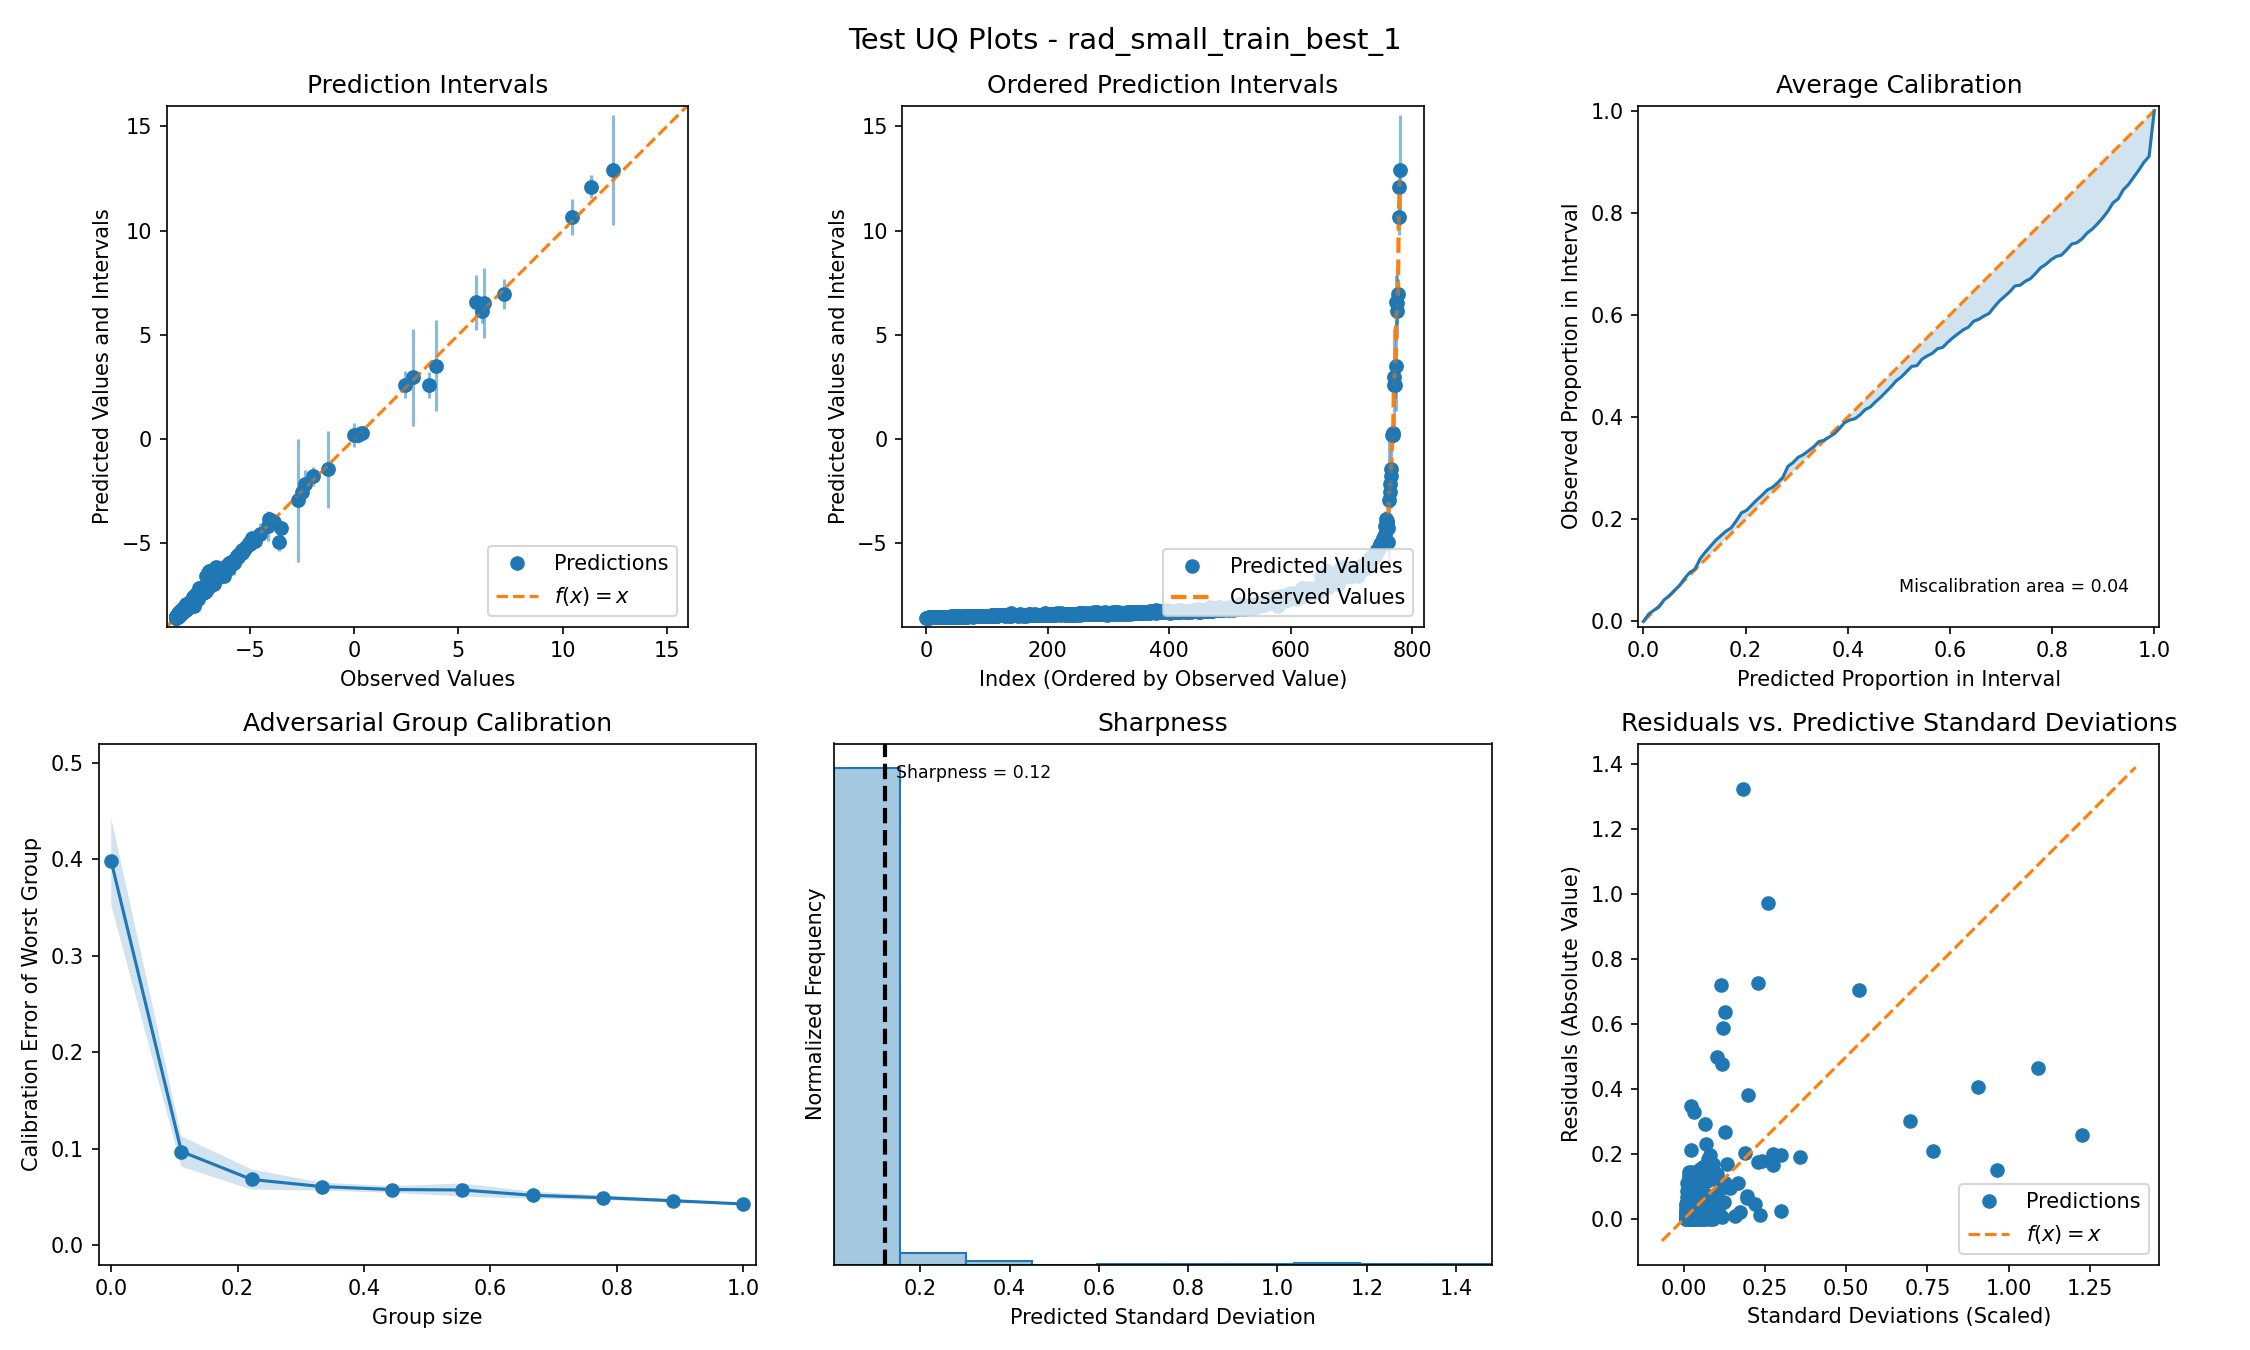 Test UQ Plots - rad_small_train_best_1
Prediction Intervals
Predicted Values and Intervals
15
10
5
0
−5
−5
0
5
10
15
Observed Values
Predictions
f(x) = x
Ordered Prediction Intervals
Predicted Values and Intervals
15
10
5
0
−5
0
200
400
600
800
Index (Ordered by Observed Value)
Predicted Values
Observed Values
Average Calibration
Observed Proportion in Interval
1.0
0.8
0.6
0.4
0.2
0.0
0.0
0.2
0.4
0.6
0.8
1.0
Predicted Proportion in Interval
Miscalibration area = 0.04
Adversarial Group Calibration
Calibration Error of Worst Group
0.5
0.4
0.3
0.2
0.1
0.0
0.0
0.2
0.4
0.6
0.8
1.0
Group size
Sharpness
Normalized Frequency
Sharpness = 0.12
0.2
0.4
0.6
0.8
1.0
1.2
1.4
Predicted Standard Deviation
Residuals vs. Predictive Standard Deviations
Residuals (Absolute Value)
1.4
1.2
1.0
0.8
0.6
0.4
0.2
0.0
0.00
0.25
0.50
0.75
1.00
1.25
Standard Deviations (Scaled)
Predictions
f(x) = x